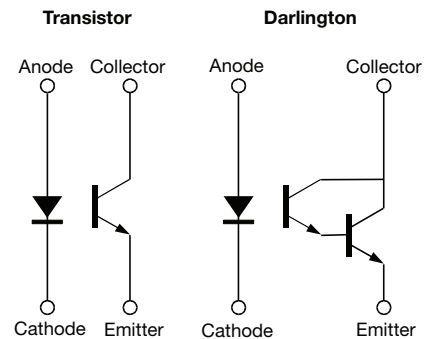 Transistor
Darlington
Anode Collector
Anode
Collector
Cathode Emitter
Cathode
Emitter